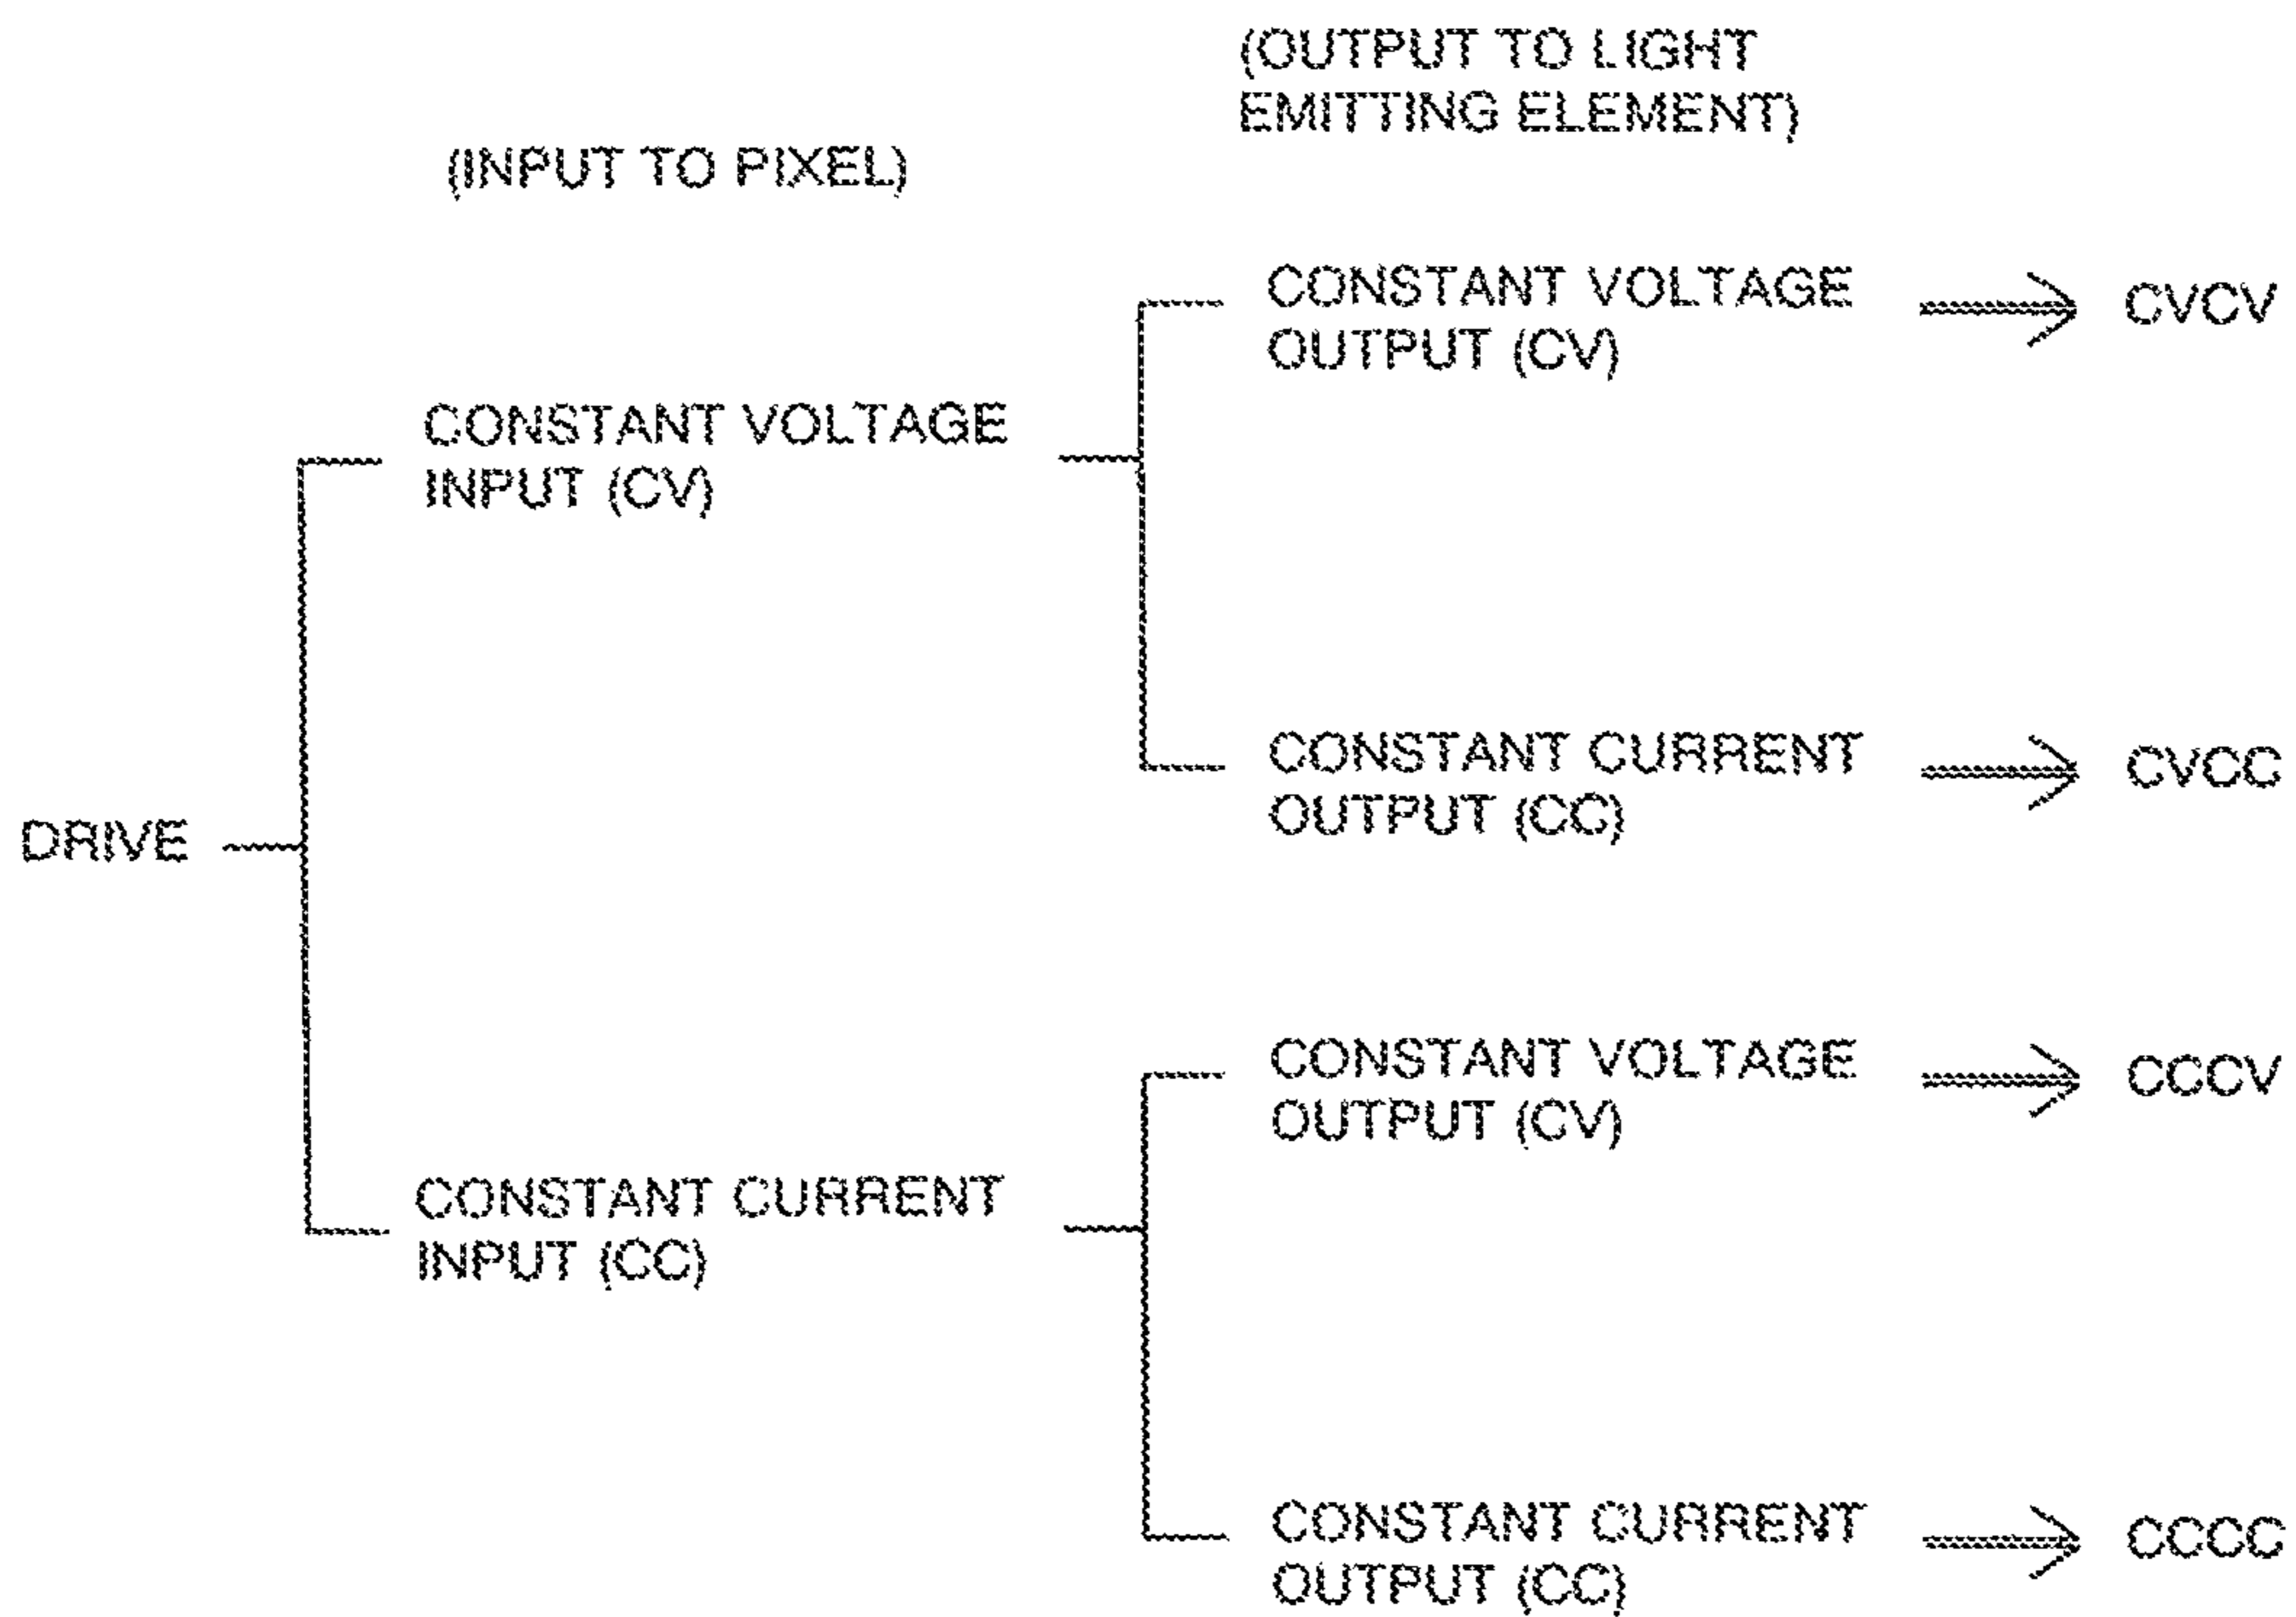 (OUTPUT TO LIGHT
EMITTING ELEMENT)
(INPUT TO PIXEL)
CONSTANT VOLTAGE
OUTPUT (CV)
CVCV
CONSTANT VOLTAGE
INPUT (CV)
CONSTANT CURRENT
OUTPUT (CC)
CVCC
DRIVE
CONSTANT VOLTAGE
OUTPUT (CV)
CCCV
CONSTANT CURRENT
INPUT (CC)
CONSTANT CURRENT
OUTPUT (CC)
CCCC